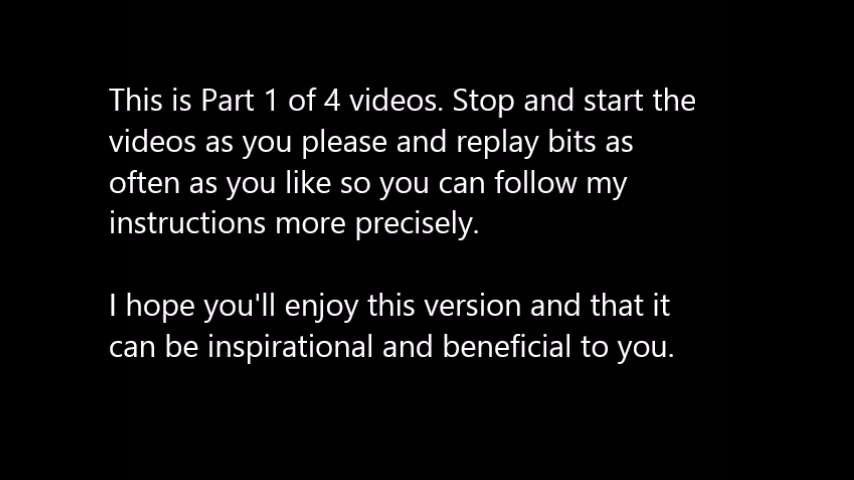 This is Part 1 of 4 videos. Stop and start the
videos as you please and replay bits as
often as you like so you can follow my
instructions more precisely.
I hope you'll enjoy this version and that it
can be inspirational and beneficial to you.